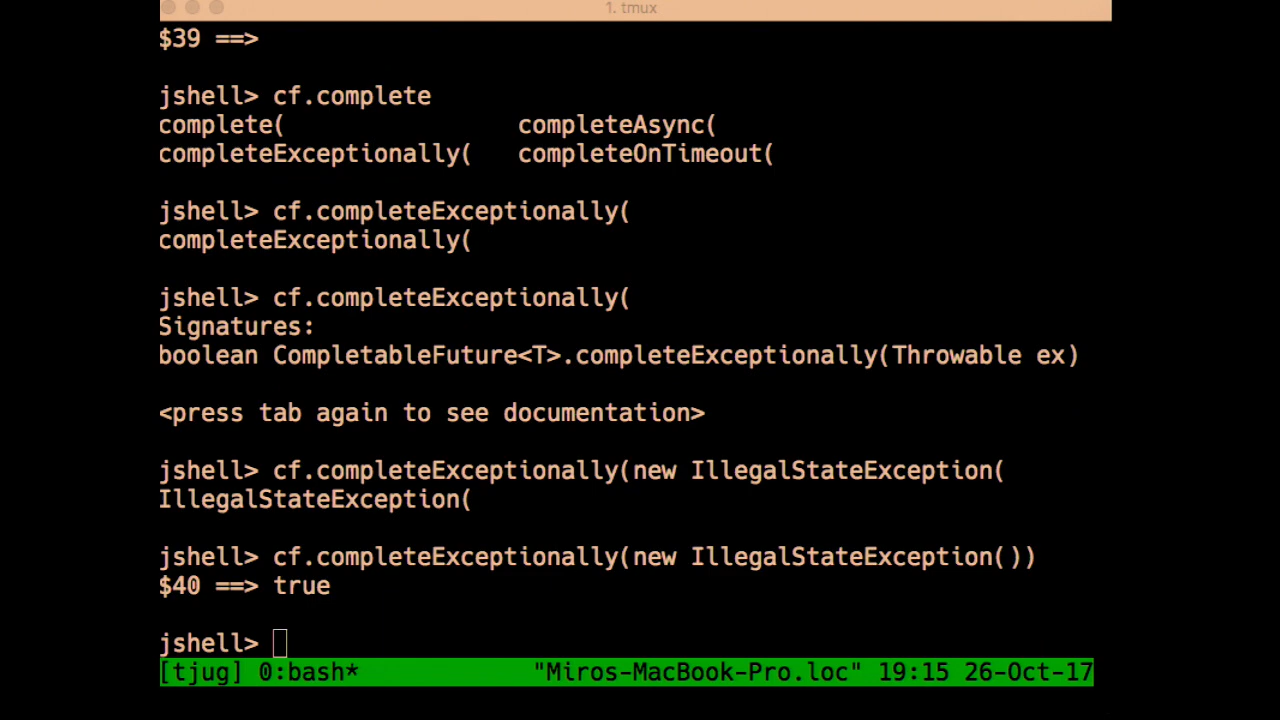 1. tmux
$39 ==>
jshell> cf.complete
complete( completeAsync(
completeExceptionally( completeOnTimeout(
jshell> cf.completeExceptionally(
completeExceptionally(
jshell> cf.completeExceptionally(
Signatures:
boolean CompletableFuture<T>.completeExceptionally(Throwable ex)
<press tab again to see documentation>
jshell> cf.completeExceptionally(new IllegalStateException(
IllegalStateException(
jshell> cf.completeExceptionally(new IllegalStateException())
$40 ==> true
jshell>
[tjug] 0:bash* "Miros-MacBook-Pro.loc" 19:15 26-Oct-17